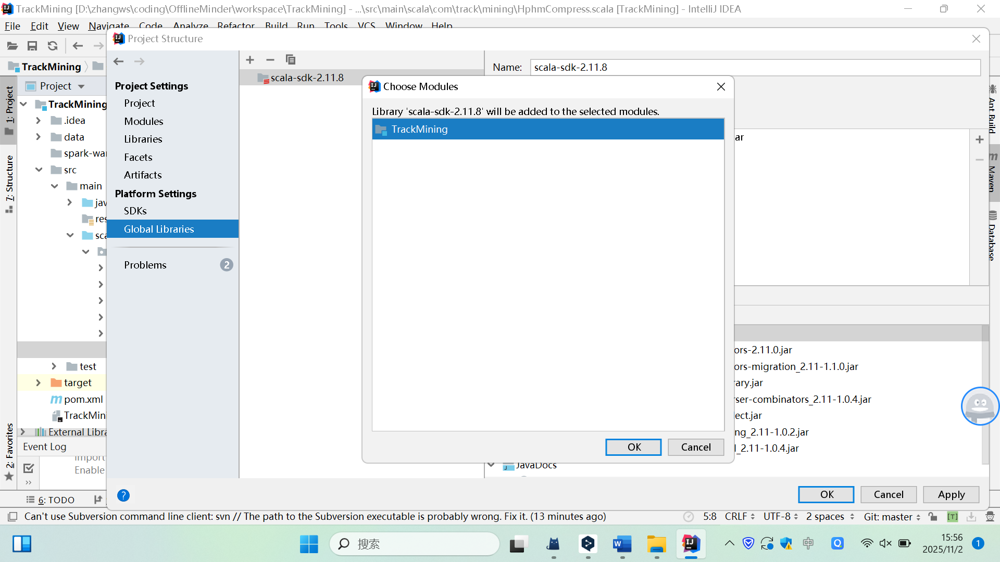 TrackMining [D:\zhangws\coding\OfflineMinder\workspace\TrackMining] - ...\src\main\scala\com\track\mining\HphmCompress.scala [TrackMining] - IntelliJ IDEA
File Edit View Navigate Code Analyze Refactor Build Run Tools VCS Window Help
Project Structure
TrackMining
Name: scala-sdk-2.11.8
scala-sdk-2.11.8
Project
Project Settings
Project
Modules
Libraries
Facets
Artifacts
Platform Settings
SDKs
Global Libraries
Problems 2
Choose Modules
Library 'scala-sdk-2.11.8' will be added to the selected modules.
TrackMining
OK Cancel
1: Project
7: Structure
2: Favorites
TrackMining
.idea
data
spark-war
src
main
jav
res
sca
test
target
pom.xml
TrackMin
External Libra
Event Log
Import
Enable
ar
ors-2.11.0.jar
ors-migration_2.11-1.1.0.jar
rary.jar
rser-combinators_2.11-1.0.4.jar
lect.jar
ng_2.11-1.0.2.jar
l_2.11-1.0.4.jar
JavaDocs
Ant Build
Maven
Database
OK Cancel Apply
6: TODO
Can't use Subversion command line client: svn // The path to the Subversion executable is probably wrong. Fix it. (13 minutes ago)
5:8 CRLF UTF-8 2 spaces Git: master [T]
搜索
中
15:56
2025/11/2
1